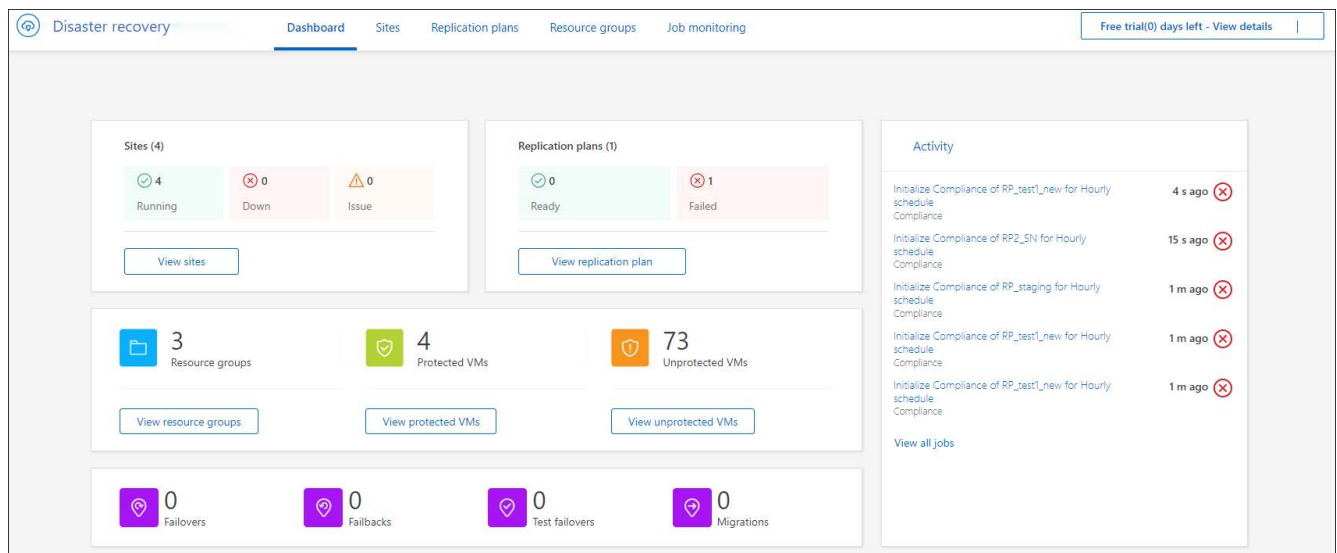 Disaster recovery
Dashboard
Sites
Replication plans
Resource groups
Job monitoring
Free trial(0) days left - View details
Sites (4)
4
Running
0
Down
0
Issue
View sites
Replication plans (1)
0
Ready
1
Failed
View replication plan
3
Resource groups
4
Protected VMs
73
Unprotected VMs
View resource groups
View protected VMs
View unprotected VMs
0
Failovers
0
Failbacks
0
Test failovers
0
Migrations
Activity
Initialize Compliance of RP_test1_new for Hourly
schedule
Compliance
4 s ago
Initialize Compliance of RP2_SN for Hourly
schedule
Compliance
15 s ago
Initialize Compliance of RP_staging for Hourly
schedule
Compliance
1 m ago
Initialize Compliance of RP_test1_new for Hourly
schedule
Compliance
1 m ago
Initialize Compliance of RP_test1_new for Hourly
schedule
Compliance
1 m ago
View all jobs